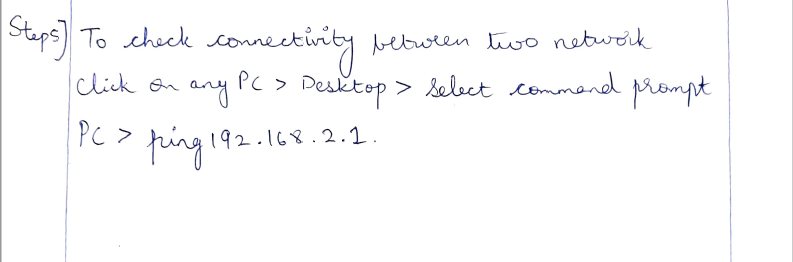 Step5] To check connectivity between two network
Click on any PC > Desktop > Select command prompt
PC > ping 192.168.2.1.